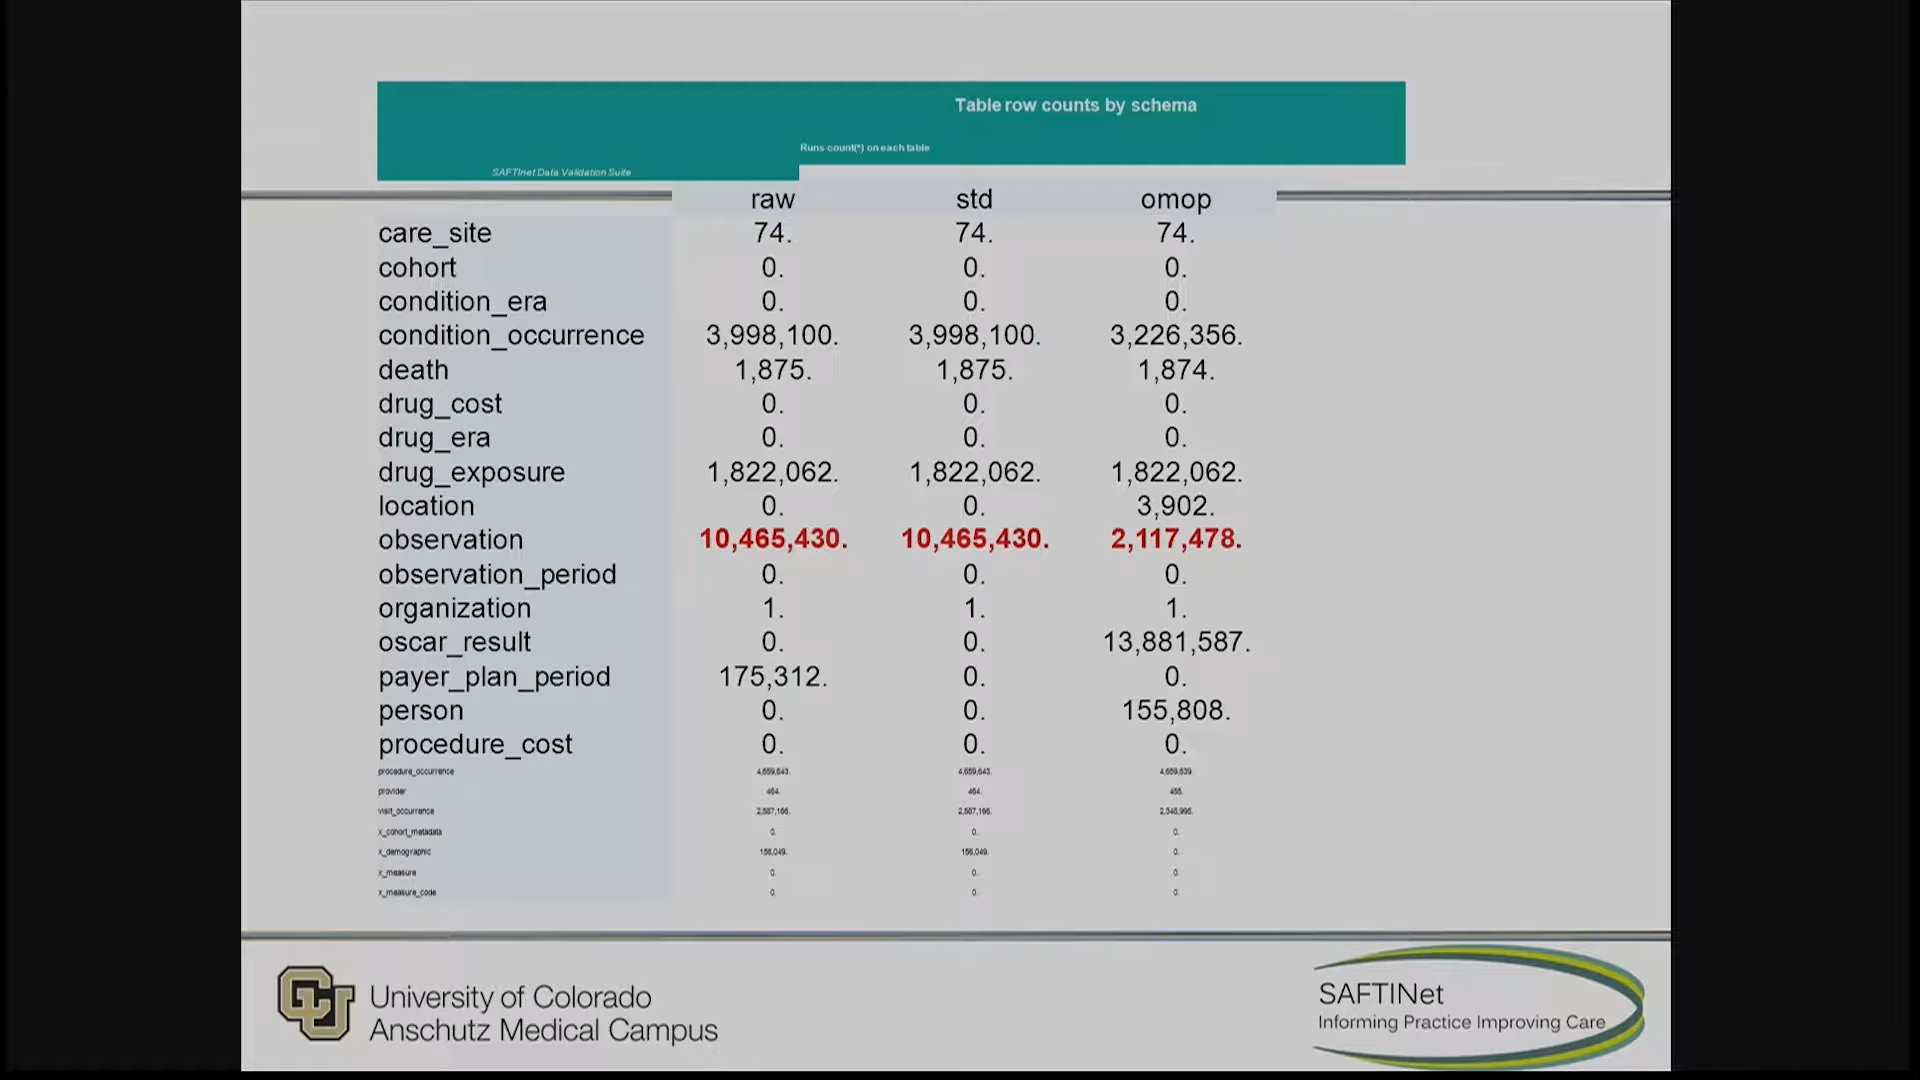 Table row counts by schema
Runs count(*) on each table
SAFTInet Data Validation Suite
raw std omop
care_site 74. 74. 74.
cohort 0. 0. 0.
condition_era 0. 0. 0.
condition_occurrence 3,998,100. 3,998,100. 3,226,356.
death 1,875. 1,875. 1,874.
drug_cost 0. 0. 0.
drug_era 0. 0. 0.
drug_exposure 1,822,062. 1,822,062. 1,822,062.
location 0. 0. 3,902.
observation 10,465,430. 10,465,430. 2,117,478.
observation_period 0. 0. 0.
organization 1. 1. 1.
oscar_result 0. 0. 13,881,587.
payer_plan_period 175,312. 0. 0.
person 0. 0. 155,808.
procedure_cost 0. 0. 0.
procedure_occurrence
provider
visit_occurrence
x_cohort_metadata 0. 0. 0.
x_demographic 156,049. 156,049. 0.
x_measure 0. 0. 0.
x_measure_code 0. 0. 0.
University of Colorado
Anschutz Medical Campus
SAFTINet
Informing Practice Improving Care